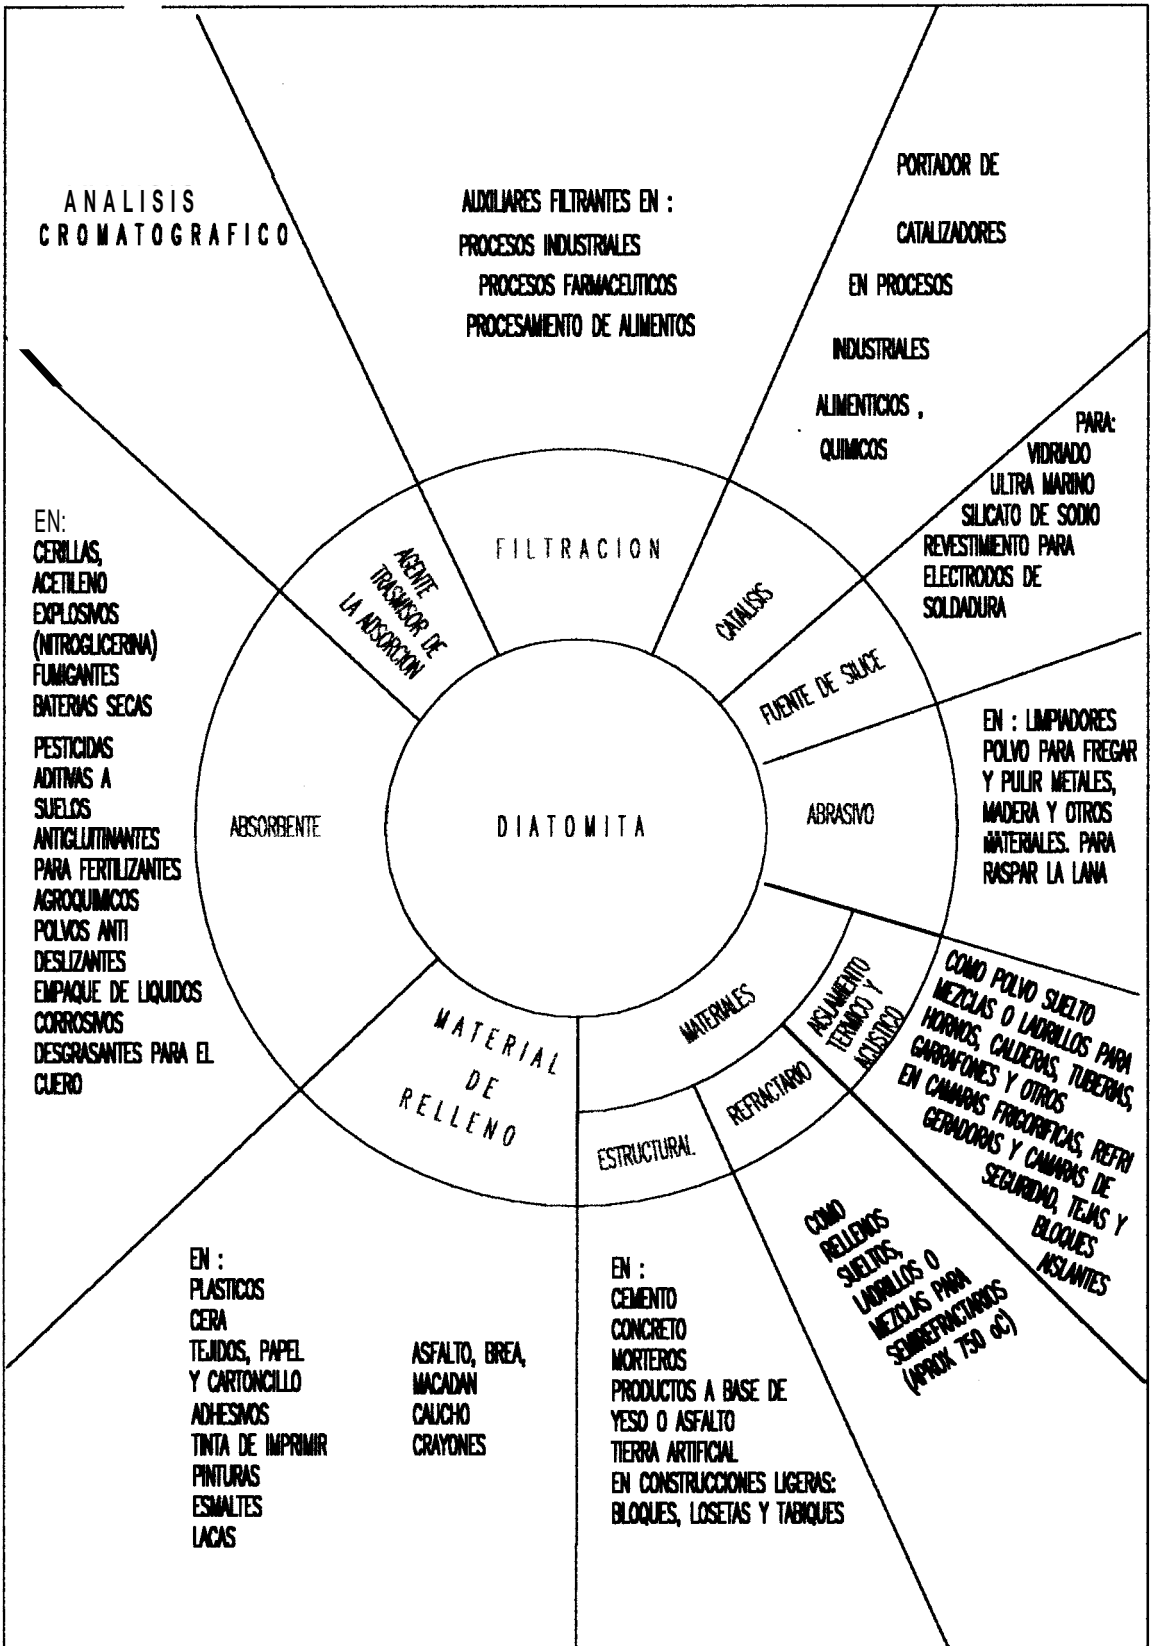 ANALISIS
CROMATOGRAFICO
AUXILIARES FILTRANTES EN :
PROCESOS INDUSTRIALES
PROCESOS FARMACEUTICOS
PROCESAMIENTO DE ALIMENTOS
PORTADOR DE
CATALIZADORES
EN PROCESOS
INDUSTRIALES
ALIMENTICIOS ,
QUIMICOS
PARA:
VIDRIADO
ULTRA MARINO
SILICATO DE SODIO
REVESTIMIENTO PARA
ELECTRODOS DE
SOLDADURA
EN : LIMPIADORES
POLVO PARA FREGAR
Y PULIR METALES,
MADERA Y OTROS
MATERIALES. PARA
RASPAR LA LANA
COMO POLVO SUELTO
MEZCLAS O LADRILLOS PARA
HORNOS, CALDERAS, TUBERIAS,
GARRAFONES Y OTROS
EN CAMARAS FRIGORIFICAS, REFRI
GERADORAS Y CAMARAS DE
SEGURIDAD, TEJAS Y
BLOQUES
AISLANTES
COMO
RELLENOS
SUELTOS,
LADRILLOS O
MEZCLAS PARA
SEMIREFRACTARIOS
(APROX 750 oC)
EN :
CEMENTO
CONCRETO
MORTEROS
PRODUCTOS A BASE DE
YESO O ASFALTO
TIERRA ARTIFICIAL
EN CONSTRUCCIONES LIGERAS:
BLOQUES, LOSETAS Y TABIQUES
EN :
PLASTICOS
CERA
TEJIDOS, PAPEL
Y CARTONCILLO
ADHESIVOS
TINTA DE IMPRIMIR
PINTURAS
ESMALTES
LACAS
ASFALTO, BREA,
MACADAN
CAUCHO
CRAYONES
EN:
CERILLAS,
ACETILENO
EXPLOSIVOS
(NITROGLICERINA)
FUMIGANTES
BATERIAS SECAS
PESTICIDAS
ADITIVAS A
SUELOS
ANTIGLUTINANTES
PARA FERTILIZANTES
AGROQUIMICOS
POLVOS ANTI
DESLIZANTES
EMPAQUE DE LIQUIDOS
CORROSIVOS
DESGRASANTES PARA EL
CUERO
AGENTE
TRASMISOR DE
LA ADSORCION
FILTRACION
CATALISIS
FUENTE DE SILICE
ABRASIVO
AISLAMIENTO
TERMICO Y
ACUSTICO
MATERIALES
REFRACTARIO
ESTRUCTURAL
MATERIAL
DE
RELLENO
ABSORBENTE
DIATOMITA